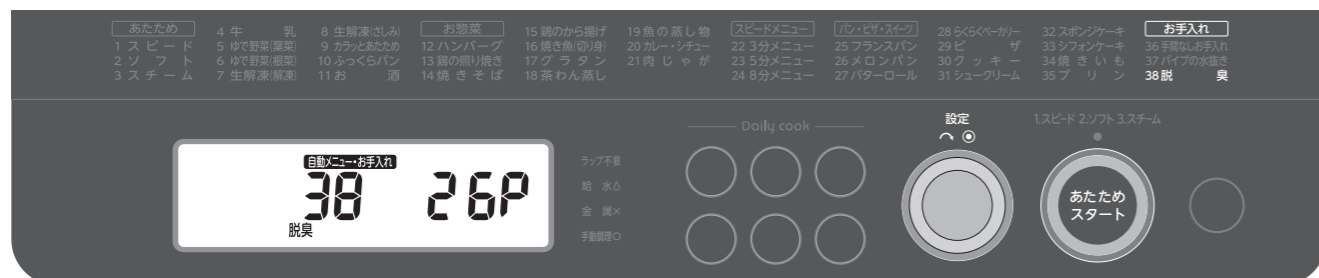 あたため
1 スピード
2 ソフト
3 スチーム
4 牛乳
5 ゆで野菜(葉菜)
6 ゆで野菜(根菜)
7 生解凍(解凍)
8 生解凍(さしみ)
9 カラッとあたため
10 ふっくらパン
11 お酒
お惣菜
12 ハンバーグ
13 鶏の照り焼き
14 焼きそば
15 鶏のから揚げ
16 焼き魚(切り身)
17 グラタン
18 茶わん蒸し
19 魚の蒸し物
20 カレー・シチュー
21 肉じゃが
スピードメニュー
22 3分メニュー
23 5分メニュー
24 8分メニュー
パン・ピザ・スイーツ
25 フランスパン
26 メロンパン
27 バターロール
28 らくらくベーカリー
29 ピザ
30 クッキー
31 シュークリーム
32 スポンジケーキ
33 シフォンケーキ
34 焼きいも
35 プリン
お手入れ
36 手間なしお手入れ
37 パイプの水抜き
38 脱臭
自動メニュー・お手入れ
38 26P
脱臭
ラップ不要
給水
金属×
手動調理○
Daily cook
設定
1.スピード 2.ソフト 3.スチーム
あたため
スタート